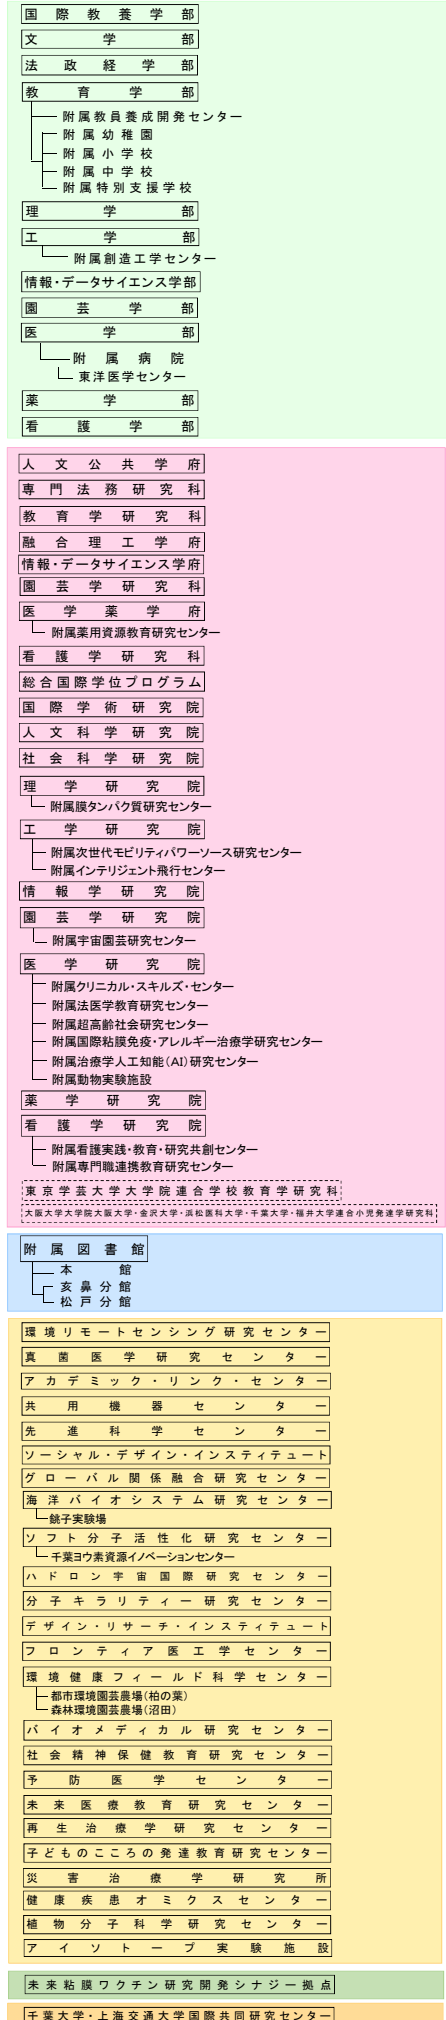 国際教養学部
文学部
法政経学部
教育学部
附属教員養成開発センター
附属幼稚園
附属小学校
附属中学校
附属特別支援学校
理学部
工学部
附属創造工学センター
情報・データサイエンス学部
園芸学部
医学部
附属病院
東洋医学センター
薬学部
看護学部
人文公共学府
専門法務研究科
教育学研究科
融合理工学府
情報・データサイエンス学府
園芸学研究科
医学薬学府
附属薬用資源教育研究センター
看護学研究科
総合国際学位プログラム
国際学術研究院
人文科学研究院
社会科学研究院
理学研究院
附属膜タンパク質研究センター
工学研究院
附属次世代モビリティパワーソース研究センター
附属インテリジェント飛行センター
情報学研究院
園芸学研究院
附属宇宙園芸研究センター
医学研究院
附属クリニカル・スキルズ・センター
附属法医学教育研究センター
附属超高齢社会研究センター
附属国際粘膜免疫・アレルギー治療学研究センター
附属治療学人工知能（AI）研究センター
附属動物実験施設
薬学研究院
看護学研究院
附属看護実践・教育・研究共創センター
附属専門職連携教育研究センター
東京学芸大学大学院連合学校教育学研究科
大阪大学大学院大阪大学・金沢大学・浜松医科大学・千葉大学・福井大学連合小児発達学研究科
附属図書館
本館
亥鼻分館
松戸分館
環境リモートセンシング研究センター
真菌医学研究センター
アカデミック・リンク・センター
共用機器センター
先進科学センター
ソーシャル・デザイン・インスティテュート
グローバル関係融合研究センター
海洋バイオシステム研究センター
銚子実験場
ソフト分子活性化研究センター
千葉ヨウ素資源イノベーションセンター
ハドロン宇宙国際研究センター
分子キラリティー研究センター
デザイン・リサーチ・インスティテュート
フロンティア医工学センター
環境健康フィールド科学センター
都市環境園芸農場（柏の葉）
森林環境園芸農場（沼田）
バイオメディカル研究センター
社会精神保健教育研究センター
予防医学センター
未来医療教育研究センター
再生治療学研究センター
子どものこころの発達教育研究センター
災害治療学研究所
健康疾患オミクスセンター
植物分子科学研究センター
アイソトープ実験施設
未来粘膜ワクチン研究開発シナジー拠点
千葉大学・上海交通大学国際共同研究センター